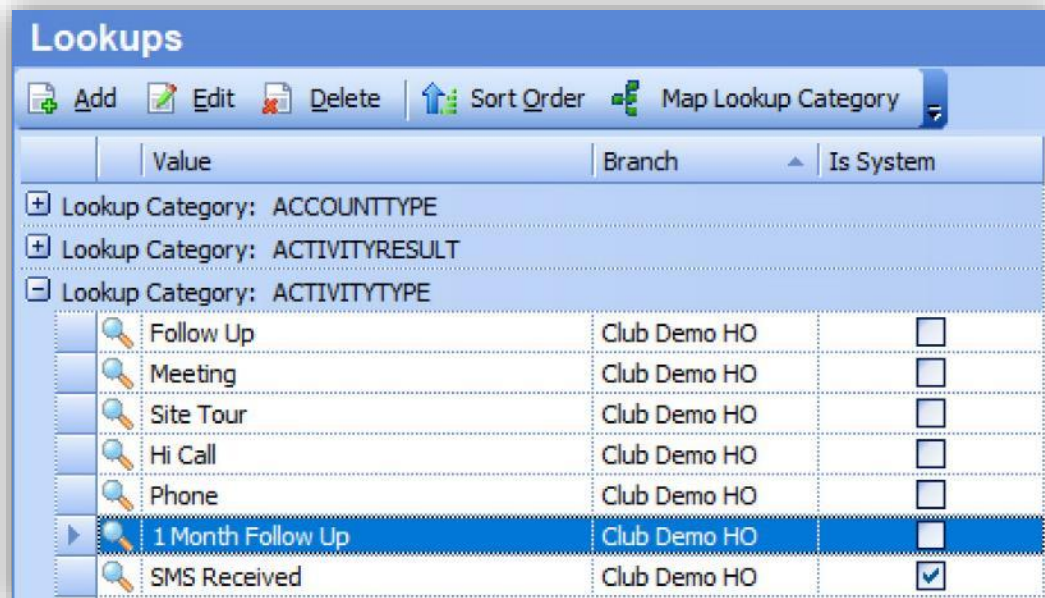 Lookups
Add Edit Delete Sort Order Map Lookup Category
Value Branch Is System
Lookup Category: ACCOUNTTYPE
Lookup Category: ACTIVITYRESULT
Lookup Category: ACTIVITYTYPE
Follow Up Club Demo HO
Meeting Club Demo HO
Site Tour Club Demo HO
Hi Call Club Demo HO
Phone Club Demo HO
1 Month Follow Up Club Demo HO
SMS Received Club Demo HO